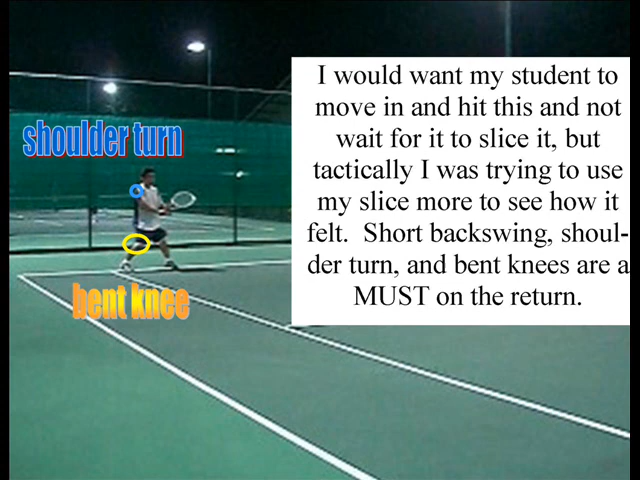 I would want my student to
move in and hit this and not
wait for it to slice it, but
tactically I was trying to use
my slice more to see how it
felt. Short backswing, shoul-
der turn, and bent knees are a
MUST on the return.
shoulder turn
bent knee